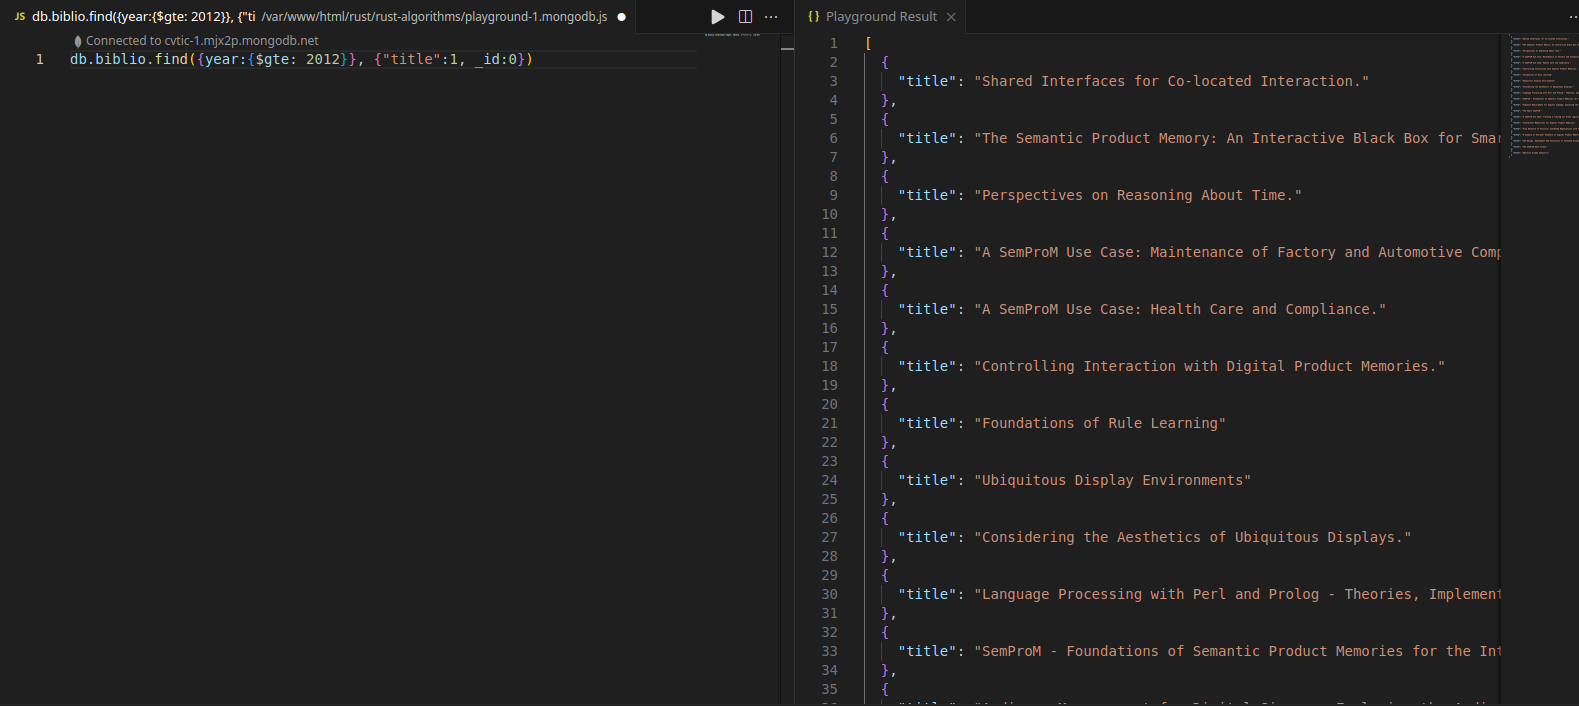 JS db.biblio.find({year:{$gte: 2012}}, {"ti /var/www/html/rust/rust-algorithms/playground-1.mongodb.js
Connected to cvtic-1.mjx2p.mongodb.net
1 db.biblio.find({year:{$gte: 2012}}, {"title":1, _id:0})
{} Playground Result
1 [
2 {
3 "title": "Shared Interfaces for Co-located Interaction."
4 },
5 {
6 "title": "The Semantic Product Memory: An Interactive Black Box for Smar
7 },
8 {
9 "title": "Perspectives on Reasoning About Time."
10 },
11 {
12 "title": "A SemProM Use Case: Maintenance of Factory and Automotive Comp
13 },
14 {
15 "title": "A SemProM Use Case: Health Care and Compliance."
16 },
17 {
18 "title": "Controlling Interaction with Digital Product Memories."
19 },
20 {
21 "title": "Foundations of Rule Learning"
22 },
23 {
24 "title": "Ubiquitous Display Environments"
25 },
26 {
27 "title": "Considering the Aesthetics of Ubiquitous Displays."
28 },
29 {
30 "title": "Language Processing with Perl and Prolog - Theories, Implement
31 },
32 {
33 "title": "SemProM - Foundations of Semantic Product Memories for the Int
34 },
35 {